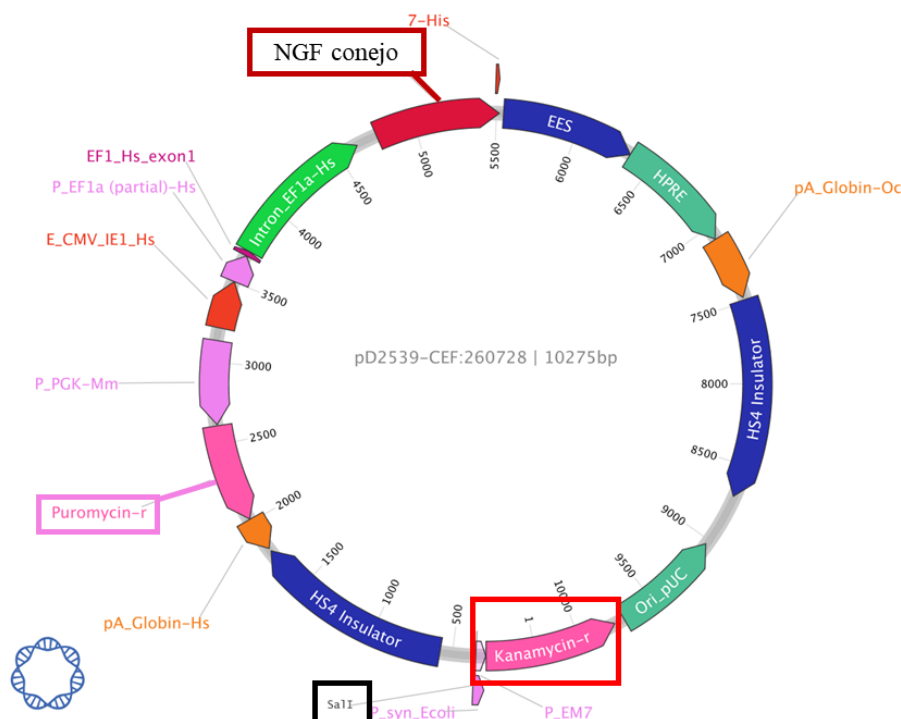 7-His
NGF conejo
EES
HPRE
pA_Globin-Oc
HS4 Insulator
Ori_pUC
Kanamycin-r
P_EM7
P_syn_Ecoli
SalI
HS4 Insulator
pA_Globin-Hs
Puromycin-r
P_PGK-Mm
E_CMV_IE1_Hs
P_EF1a (partial)-Hs
EF1_Hs_exon1
Intron_EF1a-Hs
pD2539-CEF:260728 | 10275bp
1
500
1000
1500
2000
2500
3000
3500
4000
4500
5000
5500
6000
6500
7000
7500
8000
8500
9000
9500
10000